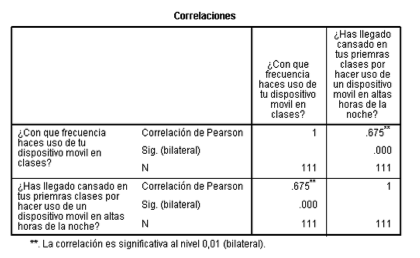 Correlaciones
¿Con que
frecuencia
haces uso de
tu dispositivo
movil en
clases?
¿Has llegado
cansado en
tus priemras
clases por
hacer uso de
un dispositivo
movil en altas
horas de la
noche?
¿Con que frecuencia
haces uso de tu
dispositivo movil en
clases?
Correlación de Pearson 1 .675**
Sig. (bilateral) .000
N 111 111
¿Has llegado cansado en
tus priemras clases por
hacer uso de un
dispositivo movil en altas
horas de la noche?
Correlación de Pearson .675** 1
Sig. (bilateral) .000
N 111 111
**. La correlación es significativa al nivel 0,01 (bilateral).